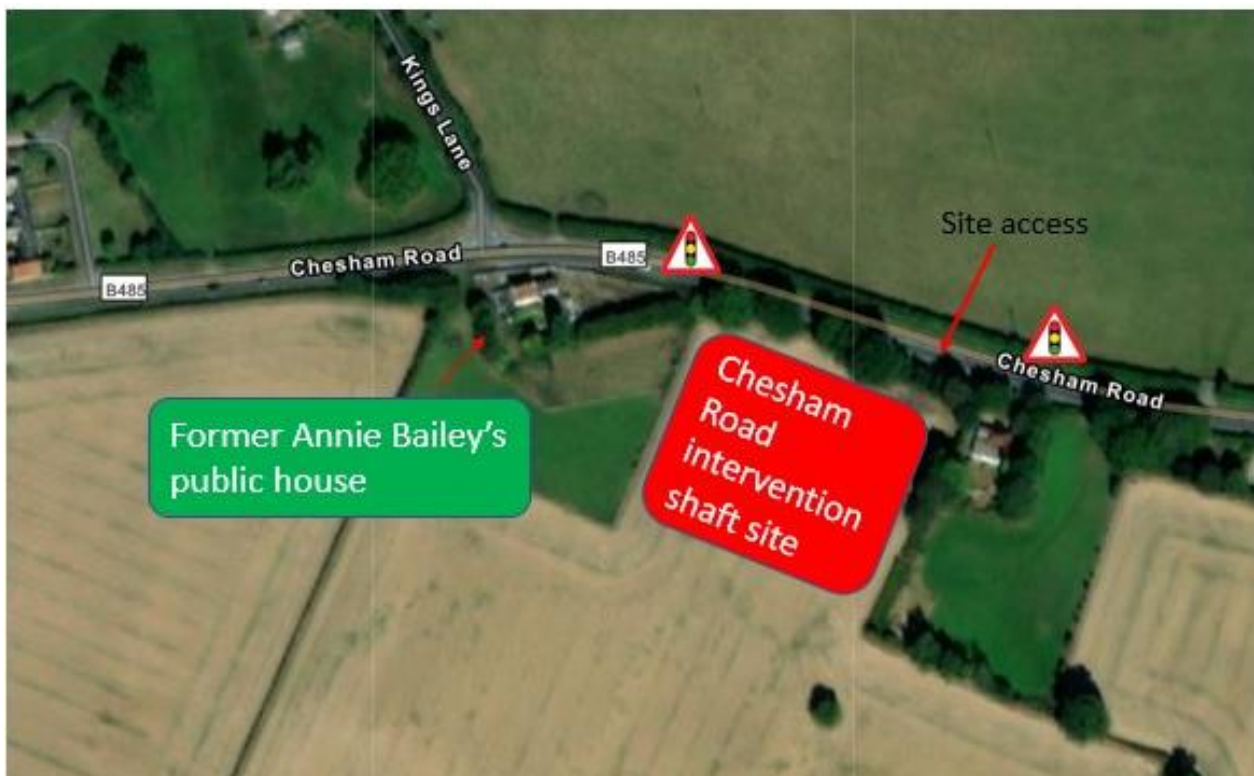 Kings Lane
Site access
Chesham Road
B485
B485
Chesham Road
Chesham
Road
intervention
shaft site
Former Annie Bailey's
public house